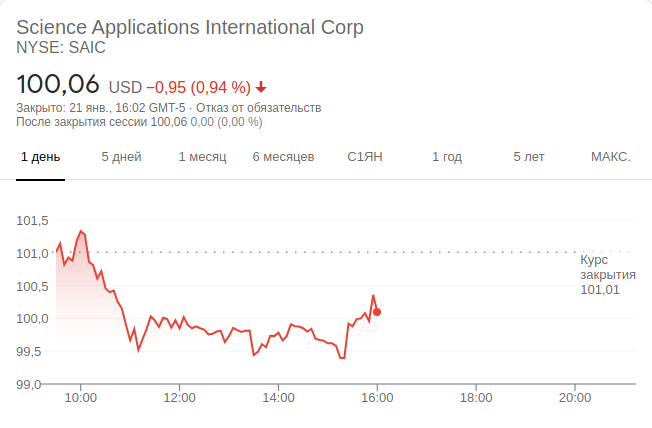 Science Applications International Corp
NYSE: SAIC
100,06 USD −0,95 (0,94 %)
Закрыто: 21 янв., 16:02 GMT-5 · Отказ от обязательств
После закрытия сессии 100,06 0,00 (0,00 %)
1 день 5 дней 1 месяц 6 месяцев С1ЯН 1 год 5 лет МАКС.
101,5
101,0
Курс
закрытия
101,01
100,5
100,0
99,5
99,0
10:00 12:00 14:00 16:00 18:00 20:00